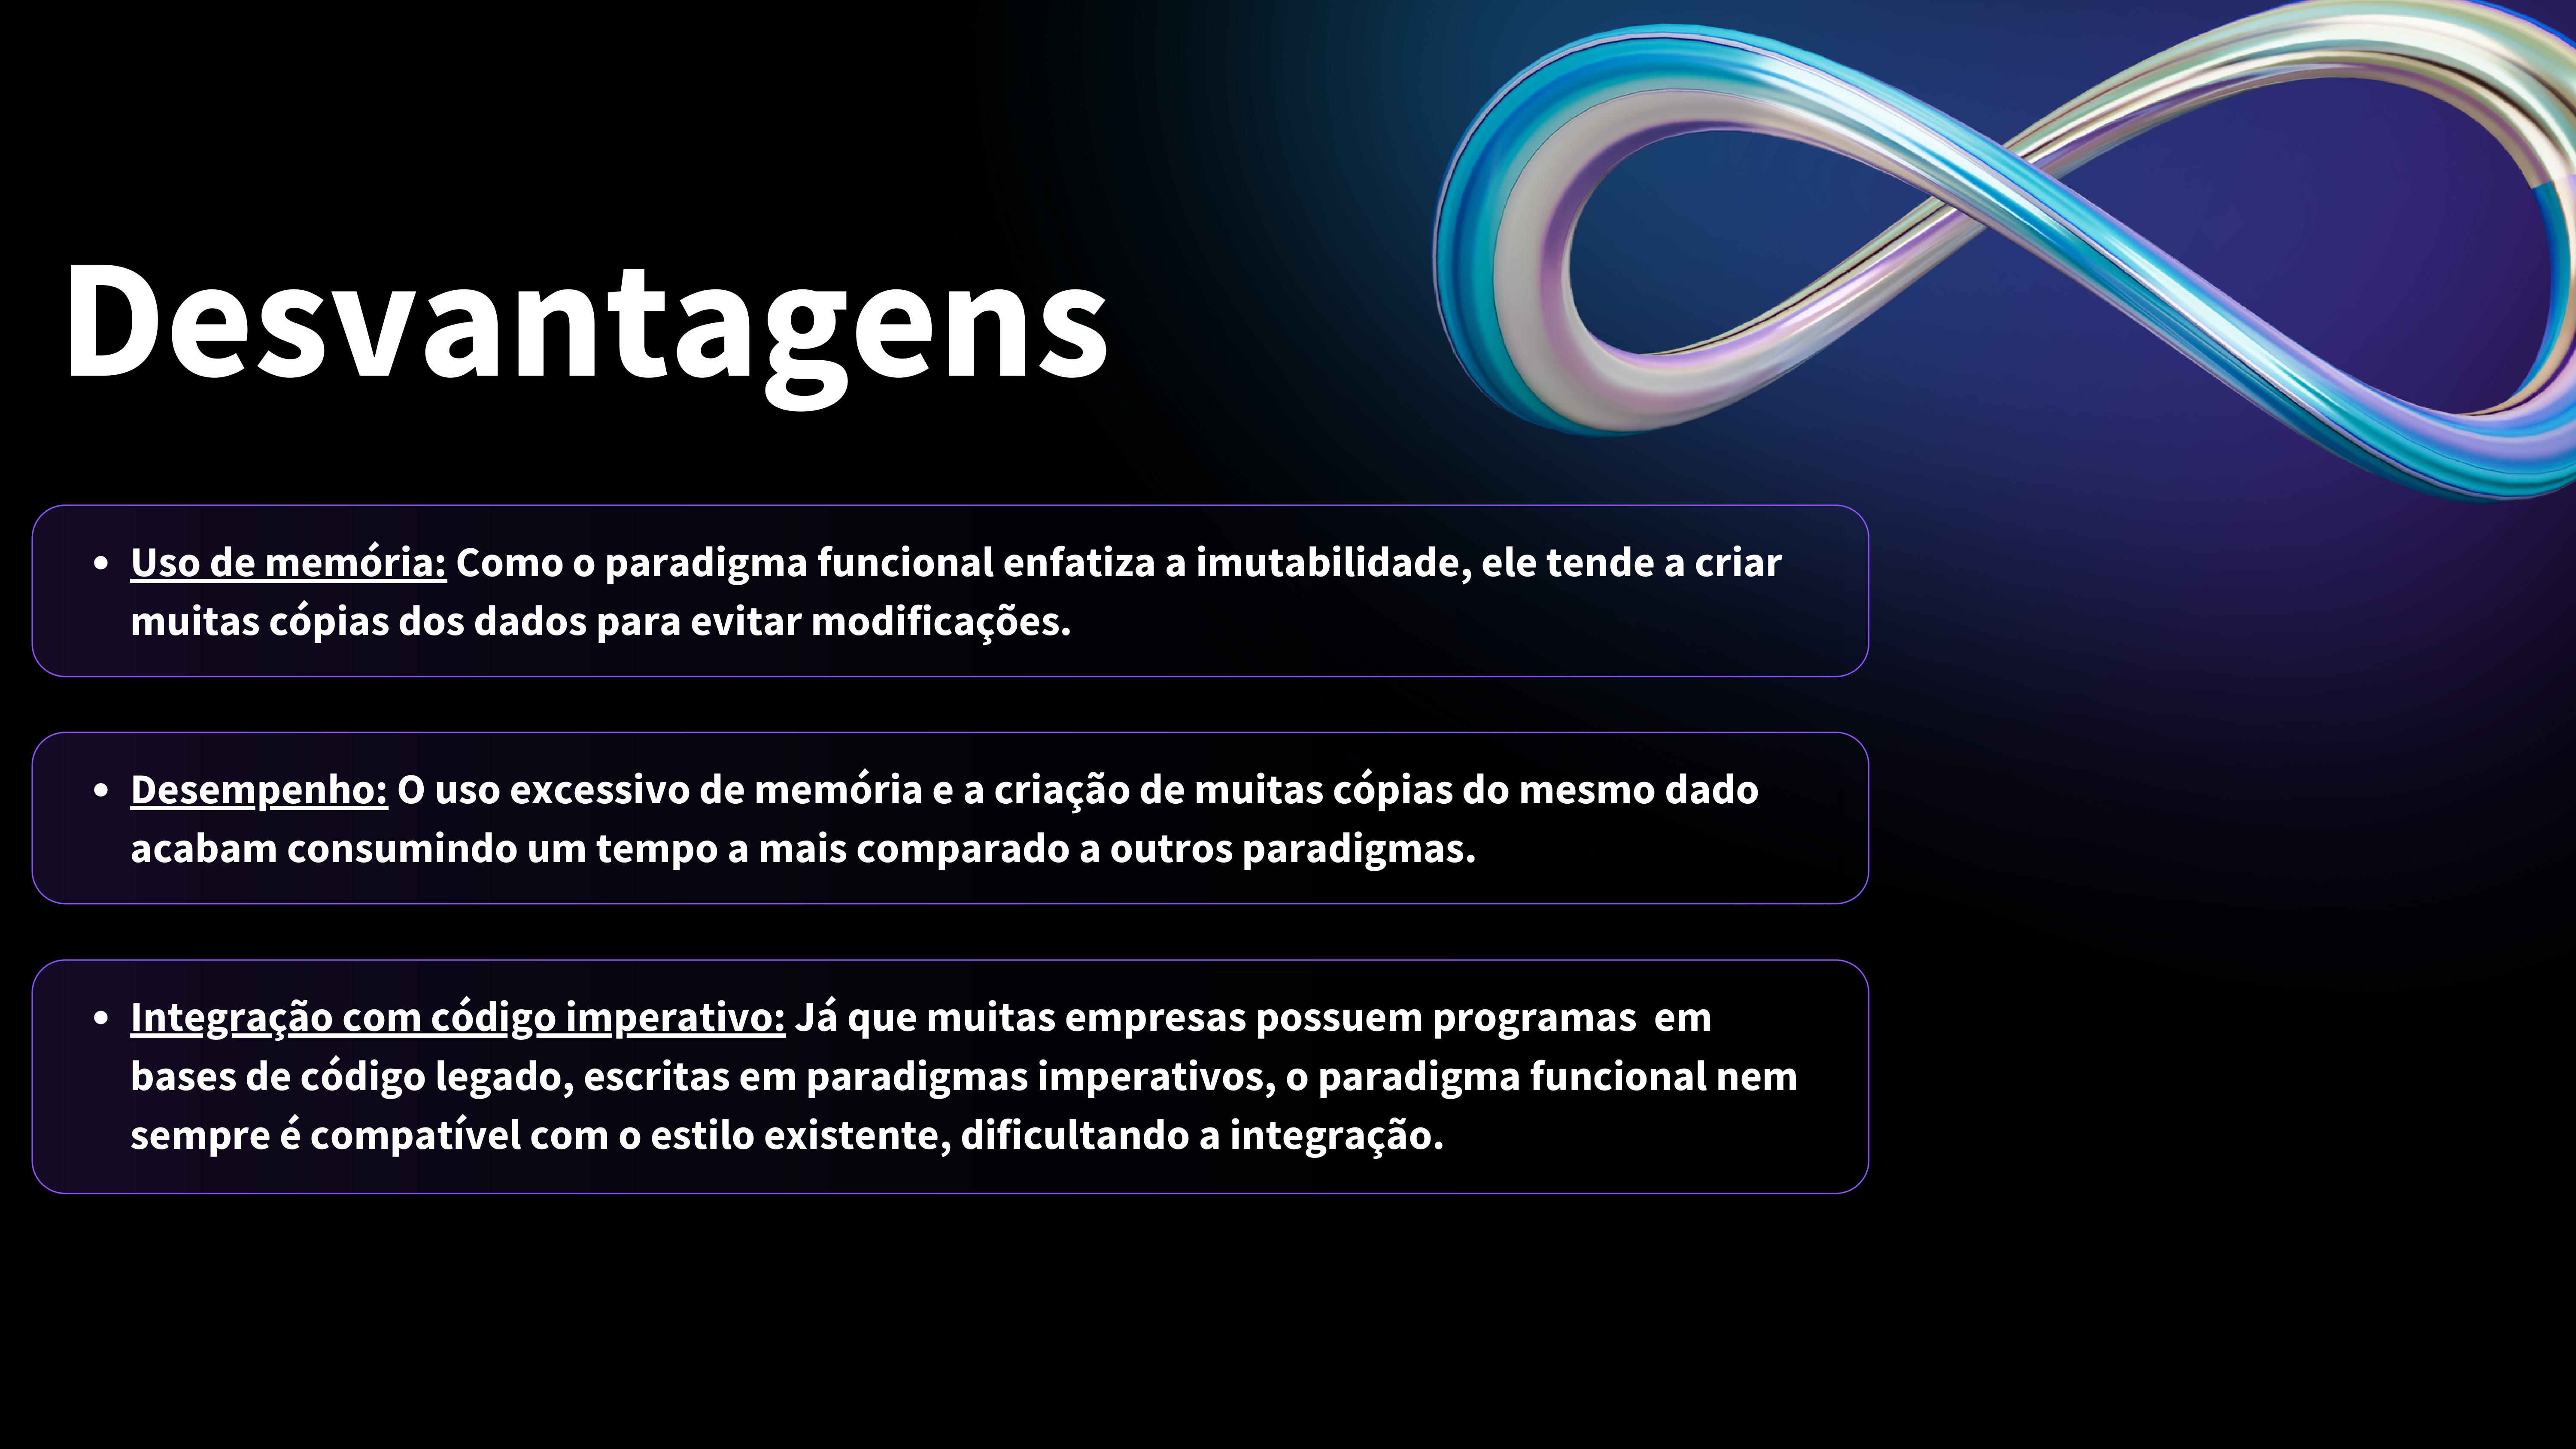 Desvantagens
• Uso de memória: Como o paradigma funcional enfatiza a imutabilidade, ele tende a criar
muitas cópias dos dados para evitar modificações.
• Desempenho: O uso excessivo de memória e a criação de muitas cópias do mesmo dado
acabam consumindo um tempo a mais comparado a outros paradigmas.
• Integração com código imperativo: Já que muitas empresas possuem programas  em
bases de código legado, escritas em paradigmas imperativos, o paradigma funcional nem
sempre é compatível com o estilo existente, dificultando a integração.